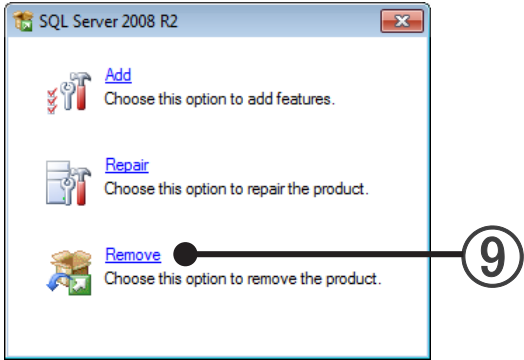 SQL Server 2008 R2
Add
Choose this option to add features.
Repair
Choose this option to repair the product.
Remove
9
Choose this option to remove the product.